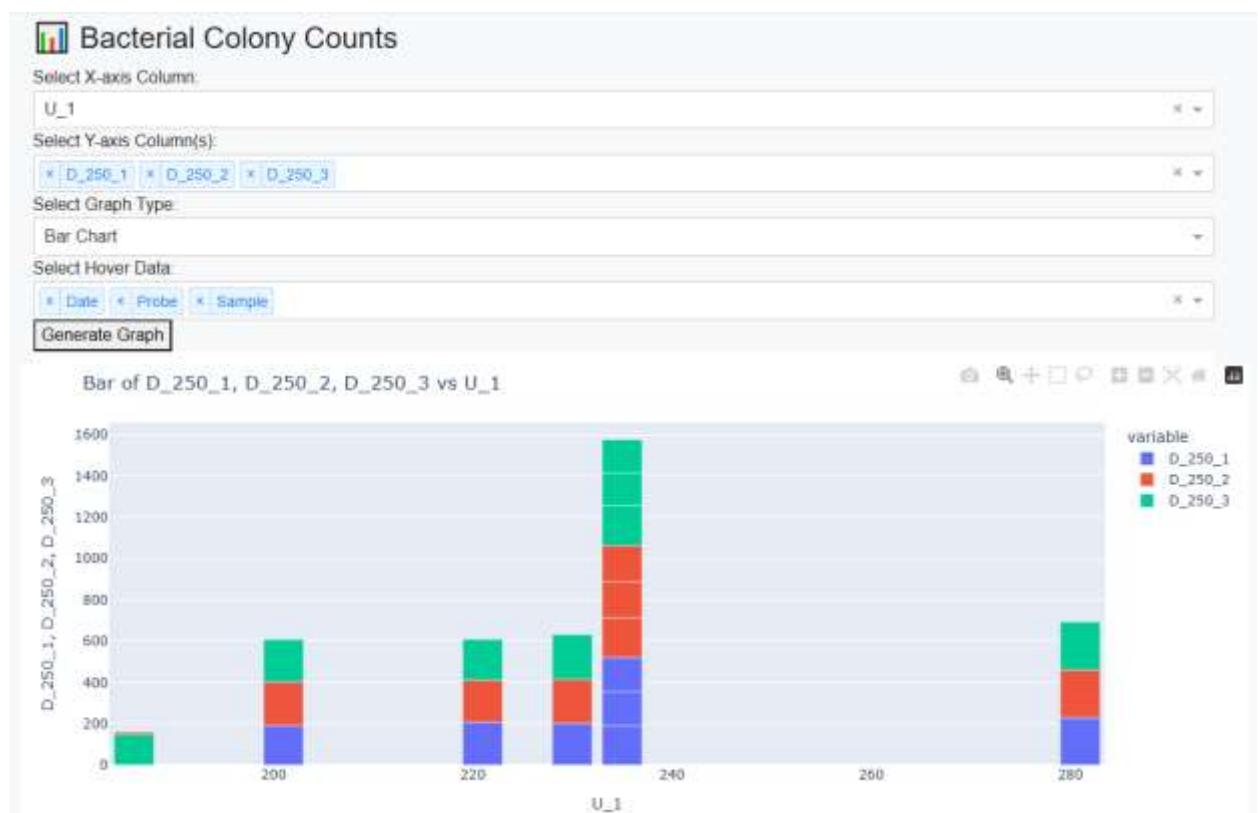 Bacterial Colony Counts
Select X-axis Column:
U_1
Select Y-axis Column(s):
× D_250_1 × D_250_2 × D_250_3
Select Graph Type:
Bar Chart
Select Hover Data:
× Date × Probe × Sample
Generate Graph
Bar of D_250_1, D_250_2, D_250_3 vs U_1
D_250_1, D_250_2, D_250_3
1600
1400
1200
1000
800
600
400
200
0
200 220 240 260 280
U_1
variable
D_250_1
D_250_2
D_250_3